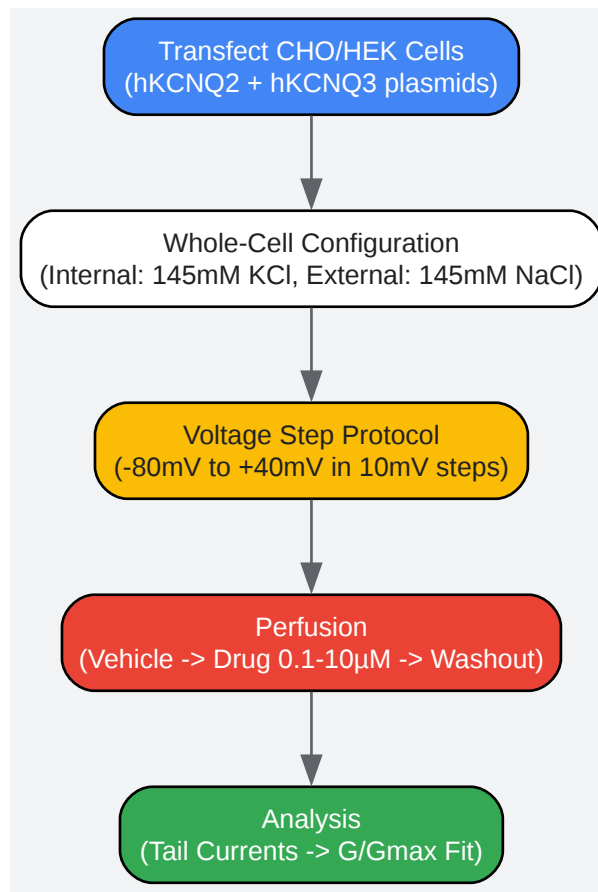 Transfect CHO/HEK Cells
(hKCNQ2 + hKCNQ3 plasmids)
Whole-Cell Configuration
(Internal: 145mM KCl, External: 145mM NaCl)
Voltage Step Protocol
(-80mV to +40mV in 10mV steps)
Perfusion
(Vehicle -> Drug 0.1-10µM -> Washout)
Analysis
(Tail Currents -> G/Gmax Fit)